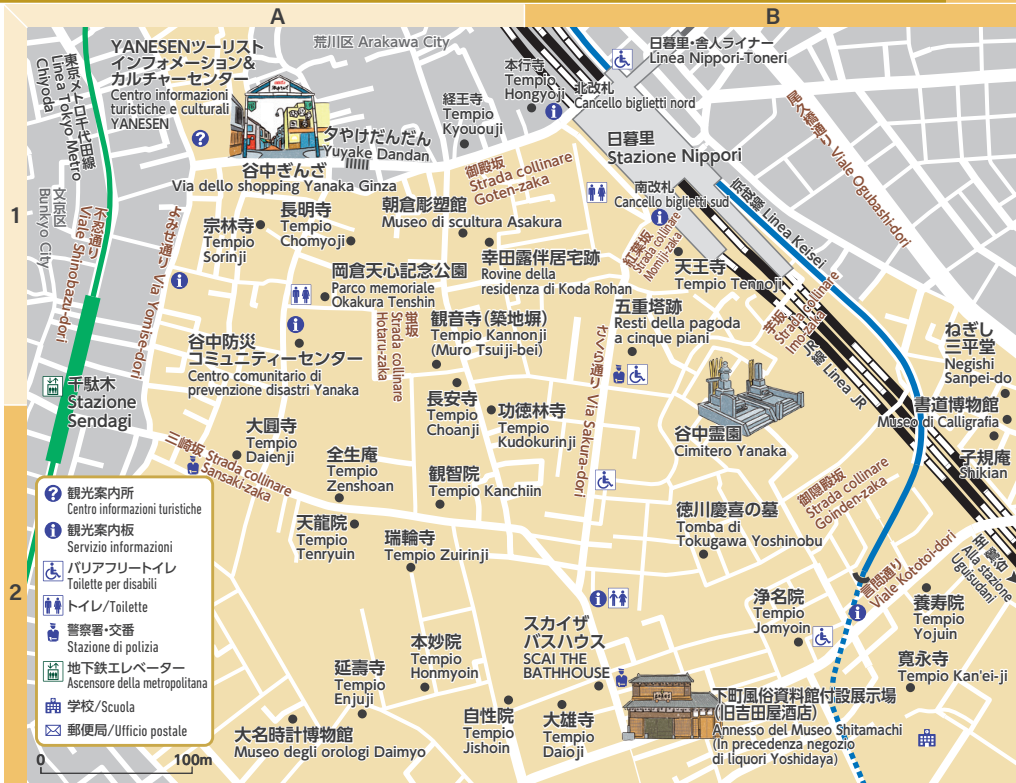 A
B
1
2
荒川区 Arakawa City
YANESENツーリスト
インフォメーション&
カルチャーセンター
Centro informazioni
turistiche e culturali
YANESEN
東京メトロ千代田線
Linea Tokyo Metro
Chiyoda
文京区
Bunkyo City
不忍通り
Viale Shinobazu-dori
よみせ通り Via Yomise-dori
夕やけだんだん
Yuyake Dandan
谷中ぎんざ
Via dello shopping Yanaka Ginza
経王寺
Tempio
Kyououji
本行寺
Tempio
Hongyoji
北改札
Cancello biglietti nord
日暮里・舎人ライナー
Linea Nippori-Toneri
日暮里
Stazione Nippori
尾久橋通り Viale Ogubashi-dori
御殿坂
Strada collinare
Goten-zaka
南改札
Cancello biglietti sud
京成線 Linea Keisei
紅葉坂
Strada collinare
Momiji-zaka
天王寺
Tempio Tennoji
芋坂
Strada collinare
Imo-zaka
JR線 Linea JR
宗林寺
Tempio
Sorinji
長明寺
Tempio
Chomyoji
朝倉彫塑館
Museo di scultura Asakura
幸田露伴居宅跡
Rovine della
residenza di Koda Rohan
岡倉天心記念公園
Parco memoriale
Okakura Tenshin
蛍坂
Strada collinare
Hotaru-zaka
観音寺(築地塀)
Tempio Kannonji
(Muro Tsuiji-bei)
五重塔跡
Resti della pagoda
a cinque piani
さくら通り Via Sakura-dori
谷中防災
コミュニティーセンター
Centro comunitario di
prevenzione disastri Yanaka
千駄木
Stazione
Sendagi
長安寺
Tempio
Choanji
功徳林寺
Tempio
Kudokurinji
谷中霊園
Cimitero Yanaka
ねぎし
三平堂
Negishi
Sanpei-do
書道博物館
Museo di Calligrafia
子規庵
Shikian
大圓寺
Tempio
Daienji
三崎坂 Strada collinare
Sansaki-zaka
全生庵
Tempio
Zenshoan
観智院
Tempio Kanchiin
御隠殿坂
Strada collinare
Goinden-zaka
徳川慶喜の墓
Tomba di
Tokugawa Yoshinobu
天龍院
Tempio
Tenryuin
瑞輪寺
Tempio Zuirinji
言問通り
Viale Kototoi-dori
至 鶯谷
Alla stazione
Uguisudani
浄名院
Tempio
Jomyoin
養寿院
Tempio
Yojuin
寛永寺
Tempio Kan'ei-ji
スカイザ
バスハウス
SCAI THE
BATHHOUSE
本妙院
Tempio
Honmyoin
延壽寺
Tempio
Enjuji
自性院
Tempio
Jishoin
大雄寺
Tempio
Daioji
大名時計博物館
Museo degli orologi Daimyo
下町風俗資料館付設展示場
(旧吉田屋酒店)
Annesso del Museo Shitamachi
(In precedenza negozio
di liquori Yoshidaya)
観光案内所
Centro informazioni turistiche
観光案内板
Servizio informazioni
バリアフリートイレ
Toilette per disabili
トイレ/Toilette
警察署・交番
Stazione di polizia
地下鉄エレベーター
Ascensore della metropolitana
学校/Scuola
郵便局/Ufficio postale
0 100m